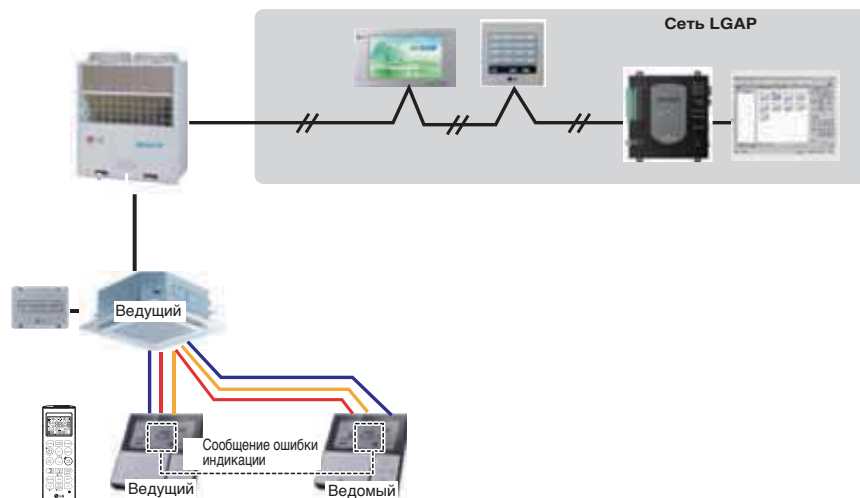 Сеть LGAP
Ведущий
Сообщение ошибки
индикации
Ведущий
Ведомый